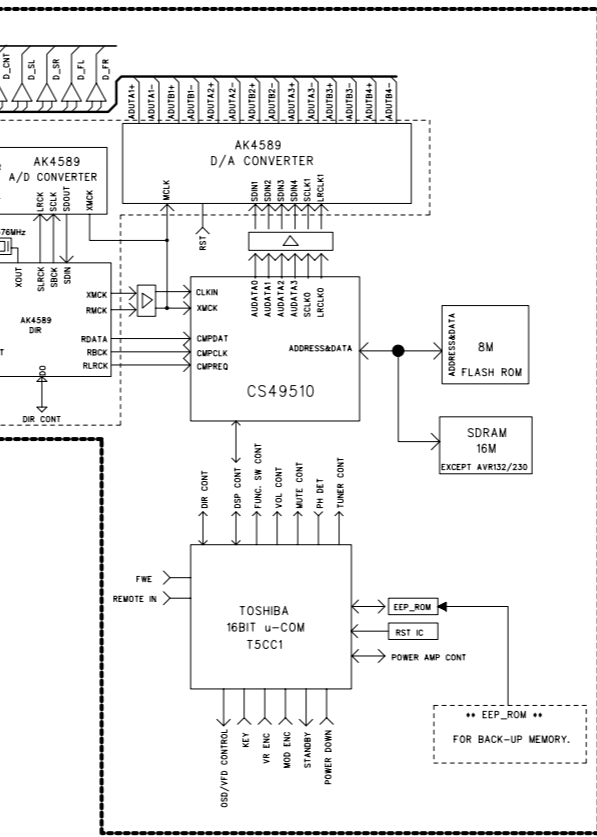 D_CNT
D_SL
D_SR
D_FL
D_FR
ADUTA1+
ADUTA1-
ADUTB1+
ADUTB1-
ADUTA2+
ADUTA2-
ADUTB2+
ADUTB2-
ADUTA3+
ADUTA3-
ADUTB3+
ADUTB3-
ADUTB4+
ADUTB4-
AK4589
D/A CONVERTER
MCLK
RST
SDIN1
SDIN2
SDIN3
SDIN4
SCLK1
LRCLK1
AK4589
A/D CONVERTER
LRCK
SCLK
SDOUT
XMCK
576MHz
XOUT
SLRCK
SBCK
SDIN
XMCK
RMCK
AK4589
DIR
RDATA
RBCK
RLRCK
DO
DIR CONT
AUDATA0
AUDATA1
AUDATA2
AUDATA3
SCLKO
LRCLKO
CLKIN
XMCK
CMPDAT
CMPCLK
CMPREQ
ADDRESS&DATA
CS49510
ADDRESS&DATA
8M
FLASH ROM
SDRAM
16M
EXCEPT AVR132/230
DIR CONT
DSP CONT
FUNC. SW CONT
VOL CONT
MUTE CONT
PH DET
TUNER CONT
FWE
REMOTE IN
TOSHIBA
16BIT u-COM
T5CC1
EEP_ROM
RST IC
POWER AMP CONT
OSD/VFD CONTROL
KEY
VR ENC
MOD ENC
STANDBY
POWER DOWN
** EEP_ROM **
FOR BACK-UP MEMORY.